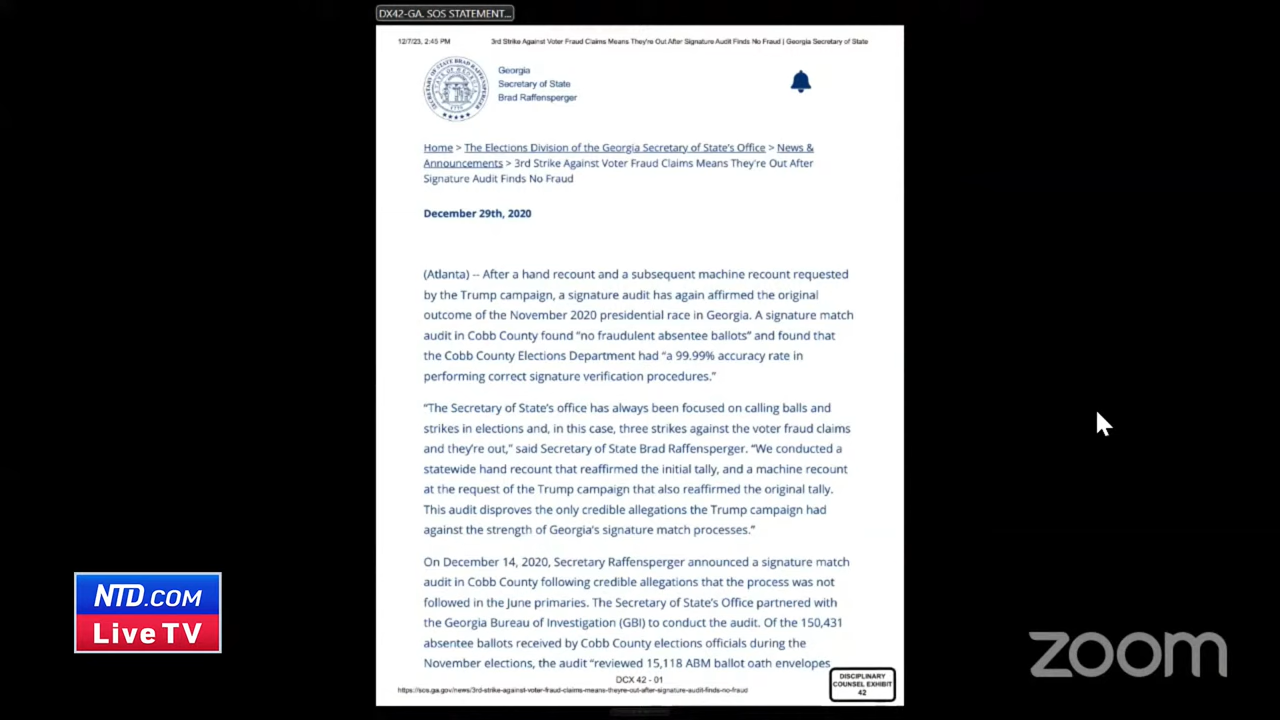 DX42-GA. SOS STATEMENT...
12/7/23, 2:45 PM 3rd Strike Against Voter Fraud Claims Means They're Out After Signature Audit Finds No Fraud | Georgia Secretary of State
Georgia
Secretary of State
Brad Raffensperger
Home > The Elections Division of the Georgia Secretary of State's Office > News &
Announcements > 3rd Strike Against Voter Fraud Claims Means They're Out After
Signature Audit Finds No Fraud
December 29th, 2020
(Atlanta) -- After a hand recount and a subsequent machine recount requested
by the Trump campaign, a signature audit has again affirmed the original
outcome of the November 2020 presidential race in Georgia. A signature match
audit in Cobb County found "no fraudulent absentee ballots" and found that
the Cobb County Elections Department had "a 99.99% accuracy rate in
performing correct signature verification procedures."
"The Secretary of State's office has always been focused on calling balls and
strikes in elections and, in this case, three strikes against the voter fraud claims
and they're out," said Secretary of State Brad Raffensperger. "We conducted a
statewide hand recount that reaffirmed the initial tally, and a machine recount
at the request of the Trump campaign that also reaffirmed the original tally.
This audit disproves the only credible allegations the Trump campaign had
against the strength of Georgia's signature match processes."
On December 14, 2020, Secretary Raffensperger announced a signature match
audit in Cobb County following credible allegations that the process was not
followed in the June primaries. The Secretary of State's Office partnered with
the Georgia Bureau of Investigation (GBI) to conduct the audit. Of the 150,431
absentee ballots received by Cobb County elections officials during the
November elections, the audit "reviewed 15,118 ABM ballot oath envelopes
DCX 42 - 01
https://sos.ga.gov/news/3rd-strike-against-voter-fraud-claims-means-theyre-out-after-signature-audit-finds-no-fraud
DISCIPLINARY
COUNSEL EXHIBIT
42
NTD.COM
Live TV
zoom